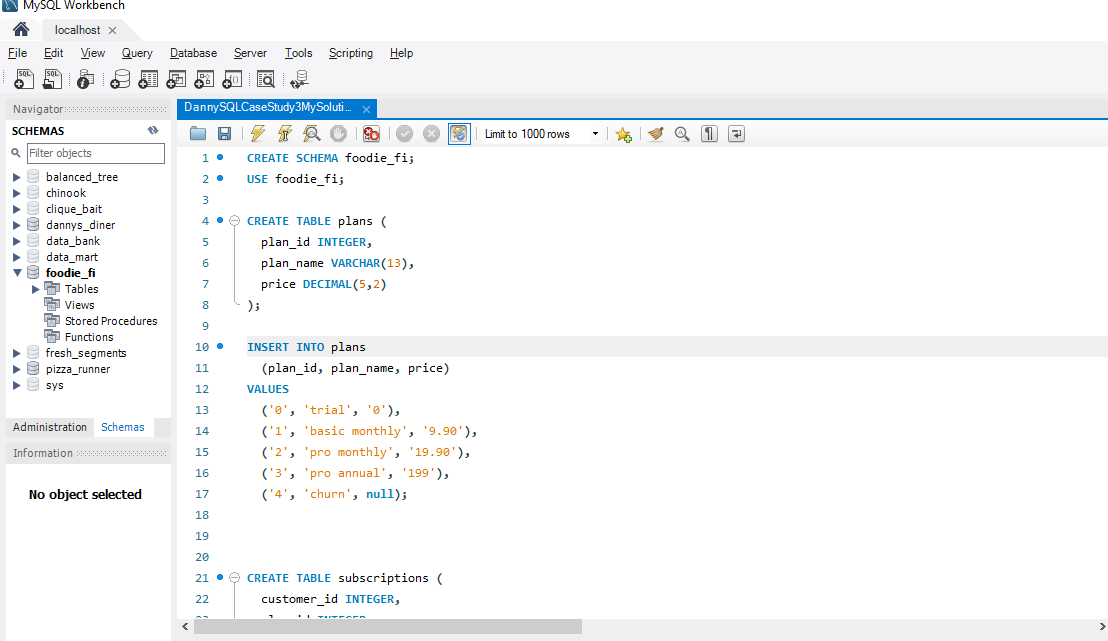 MySQL Workbench
localhost
File Edit View Query Database Server Tools Scripting Help
Navigator
SCHEMAS
Filter objects
balanced_tree
chinook
clique_bait
dannys_diner
data_bank
data_mart
foodie_fi
Tables
Views
Stored Procedures
Functions
fresh_segments
pizza_runner
sys
Administration Schemas
Information
No object selected
DannySQLCaseStudy3MySoluti...
Limit to 1000 rows
1 CREATE SCHEMA foodie_fi;
2 USE foodie_fi;
3
4 CREATE TABLE plans (
5 plan_id INTEGER,
6 plan_name VARCHAR(13),
7 price DECIMAL(5,2)
8 );
9
10 INSERT INTO plans
11 (plan_id, plan_name, price)
12 VALUES
13 ('0', 'trial', '0'),
14 ('1', 'basic monthly', '9.90'),
15 ('2', 'pro monthly', '19.90'),
16 ('3', 'pro annual', '199'),
17 ('4', 'churn', null);
18
19
20
21 CREATE TABLE subscriptions (
22 customer_id INTEGER,